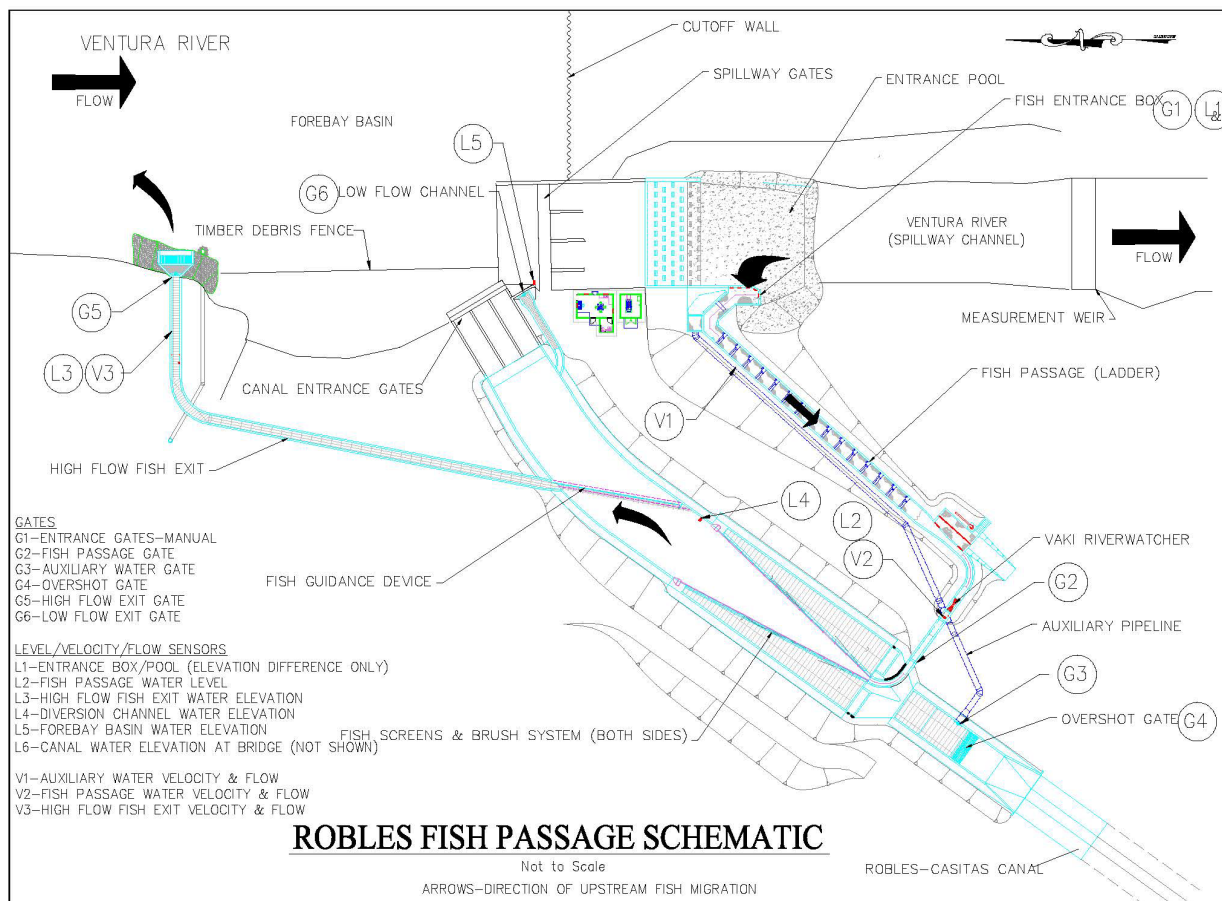 VENTURA RIVER
FLOW
FOREBAY BASIN
CUTOFF WALL
SPILLWAY GATES
ENTRANCE POOL
FISH ENTRANCE BOX
G1
L1
&
L5
G6
LOW FLOW CHANNEL
TIMBER DEBRIS FENCE
VENTURA RIVER
(SPILLWAY CHANNEL)
FLOW
G5
MEASUREMENT WEIR
L3
V3
CANAL ENTRANCE GATES
V1
FISH PASSAGE (LADDER)
HIGH FLOW FISH EXIT
L4
L2
V2
VAKI RIVERWATCHER
G2
FISH GUIDANCE DEVICE
AUXILIARY PIPELINE
G3
OVERSHOT GATE
G4
FISH SCREENS & BRUSH SYSTEM (BOTH SIDES)
GATES
G1-ENTRANCE GATES-MANUAL
G2-FISH PASSAGE GATE
G3-AUXILIARY WATER GATE
G4-OVERSHOT GATE
G5-HIGH FLOW EXIT GATE
G6-LOW FLOW EXIT GATE
LEVEL/VELOCITY/FLOW SENSORS
L1-ENTRANCE BOX/POOL (ELEVATION DIFFERENCE ONLY)
L2-FISH PASSAGE WATER LEVEL
L3-HIGH FLOW FISH EXIT WATER ELEVATION
L4-DIVERSION CHANNEL WATER ELEVATION
L5-FOREBAY BASIN WATER ELEVATION
L6-CANAL WATER ELEVATION AT BRIDGE (NOT SHOWN)
V1-AUXILIARY WATER VELOCITY & FLOW
V2-FISH PASSAGE WATER VELOCITY & FLOW
V3-HIGH FLOW FISH EXIT VELOCITY & FLOW
ROBLES FISH PASSAGE SCHEMATIC
Not to Scale
ROBLES-CASITAS CANAL
ARROWS-DIRECTION OF UPSTREAM FISH MIGRATION